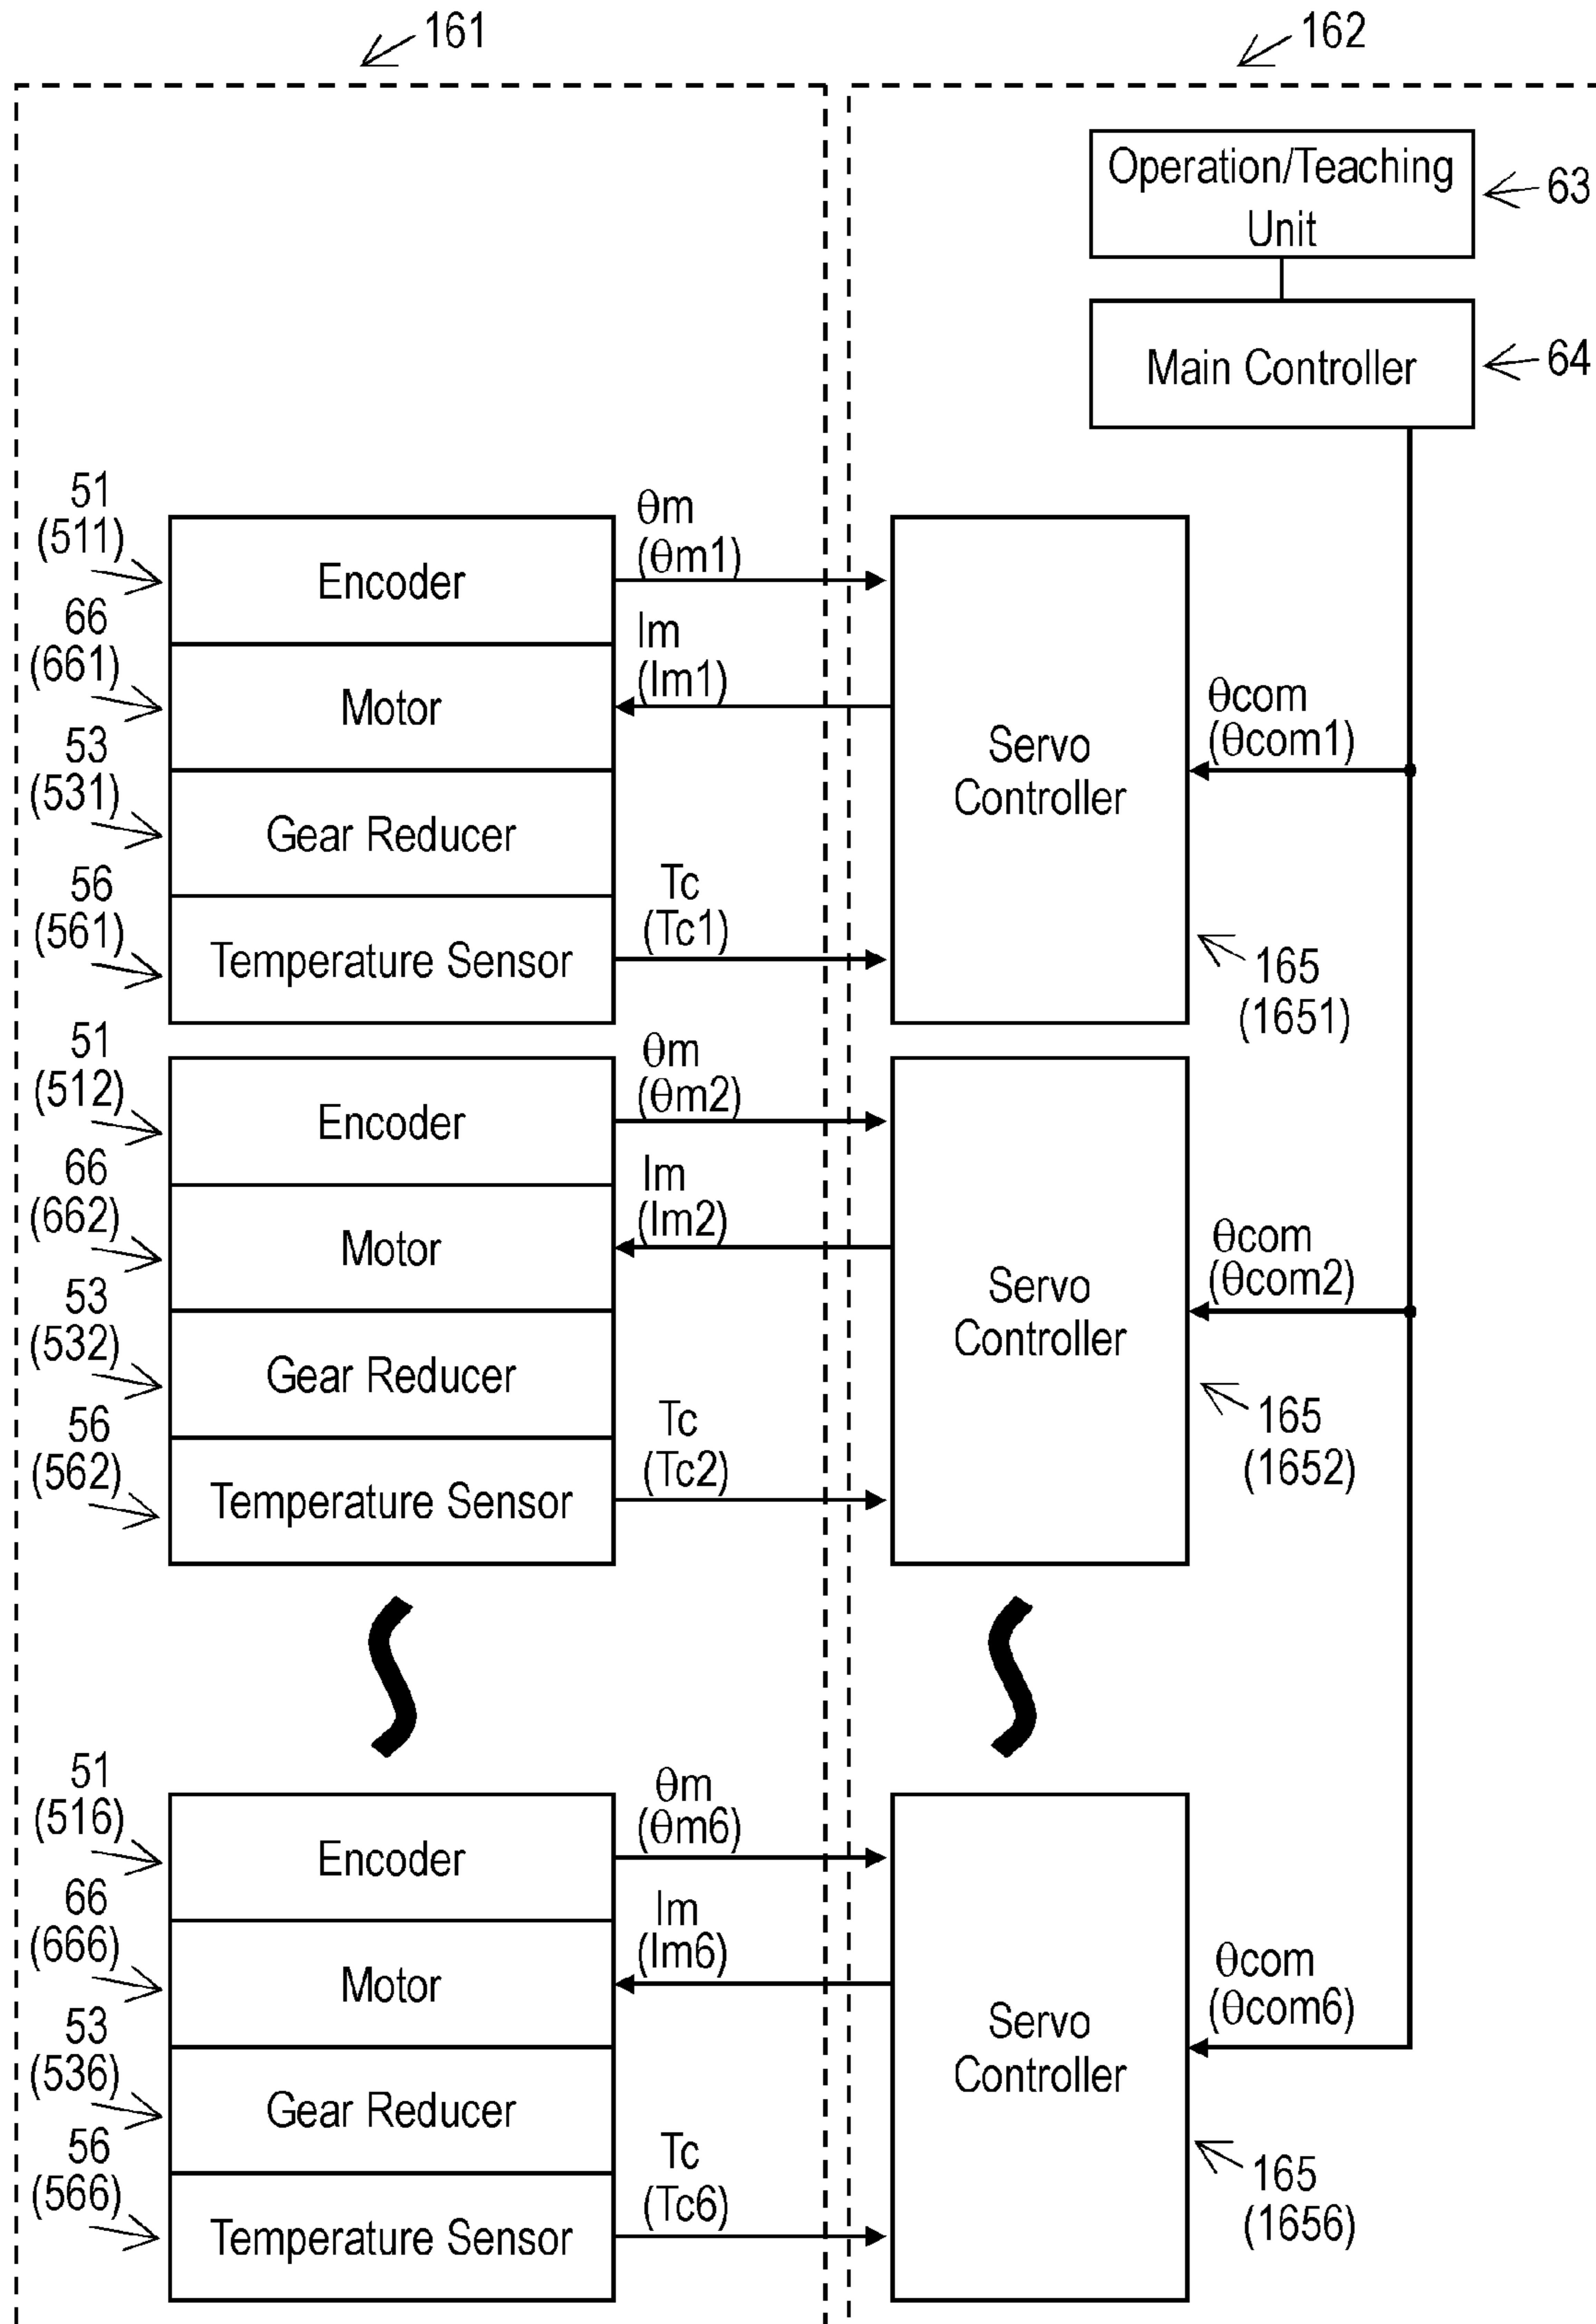 161
162
Operation/Teaching
Unit
63
Main Controller
64
51
(511)
Encoder
θm
(θm1)
66
(661)
Motor
Im
(Im1)
53
(531)
Gear Reducer
56
(561)
Temperature Sensor
Tc
(Tc1)
Servo
Controller
θcom
(θcom1)
165
(1651)
51
(512)
Encoder
θm
(θm2)
66
(662)
Motor
Im
(Im2)
53
(532)
Gear Reducer
56
(562)
Temperature Sensor
Tc
(Tc2)
Servo
Controller
θcom
(θcom2)
165
(1652)
51
(516)
Encoder
θm
(θm6)
66
(666)
Motor
Im
(Im6)
53
(536)
Gear Reducer
56
(566)
Temperature Sensor
Tc
(Tc6)
Servo
Controller
θcom
(θcom6)
165
(1656)